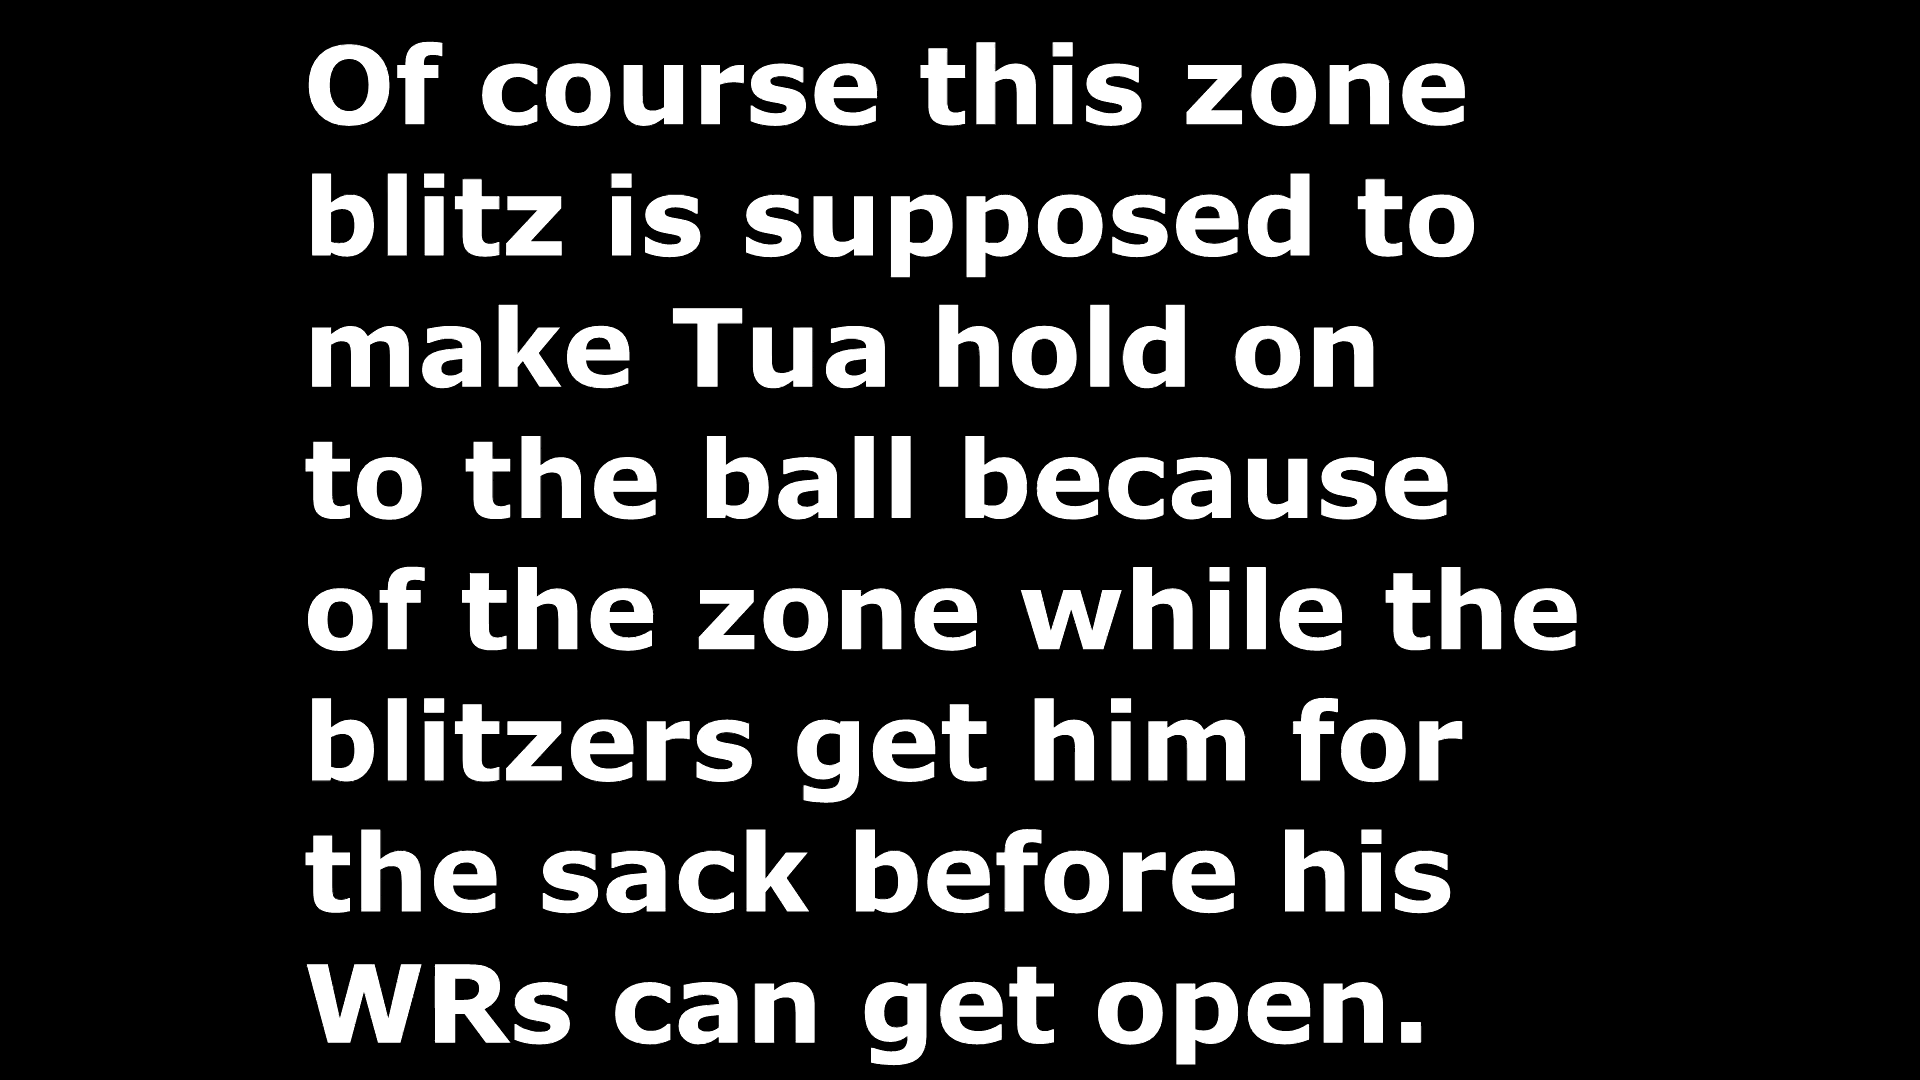 Of course this zone
blitz is supposed to
make Tua hold on
to the ball because
of the zone while the
blitzers get him for
the sack before his
WRs can get open.